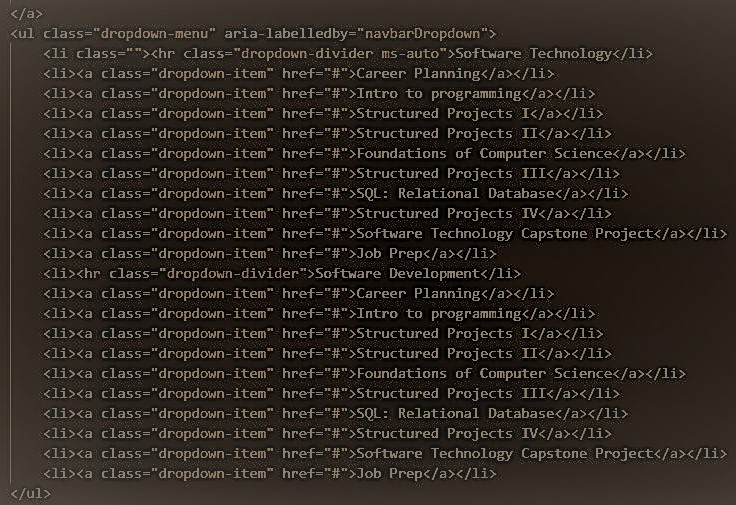 </a>
<ul class="dropdown-menu" aria-labelledby="navbarDropdown">
<li class=""><hr class="dropdown-divider ms-auto">Software Technology</li>
<li><a class="dropdown-item" href="#">Career Planning</a></li>
<li><a class="dropdown-item" href="#">Intro to programming</a></li>
<li><a class="dropdown-item" href="#">Structured Projects I</a></li>
<li><a class="dropdown-item" href="#">Structured Projects II</a></li>
<li><a class="dropdown-item" href="#">Foundations of Computer Science</a></li>
<li><a class="dropdown-item" href="#">Structured Projects III</a></li>
<li><a class="dropdown-item" href="#">SQL: Relational Database</a></li>
<li><a class="dropdown-item" href="#">Structured Projects IV</a></li>
<li><a class="dropdown-item" href="#">Software Technology Capstone Project</a></li>
<li><a class="dropdown-item" href="#">Job Prep</a></li>
<li><hr class="dropdown-divider">Software Development</li>
<li><a class="dropdown-item" href="#">Career Planning</a></li>
<li><a class="dropdown-item" href="#">Intro to programming</a></li>
<li><a class="dropdown-item" href="#">Structured Projects I</a></li>
<li><a class="dropdown-item" href="#">Structured Projects II</a></li>
<li><a class="dropdown-item" href="#">Foundations of Computer Science</a></li>
<li><a class="dropdown-item" href="#">Structured Projects III</a></li>
<li><a class="dropdown-item" href="#">SQL: Relational Database</a></li>
<li><a class="dropdown-item" href="#">Structured Projects IV</a></li>
<li><a class="dropdown-item" href="#">Software Technology Capstone Project</a></li>
<li><a class="dropdown-item" href="#">Job Prep</a></li>
</ul>